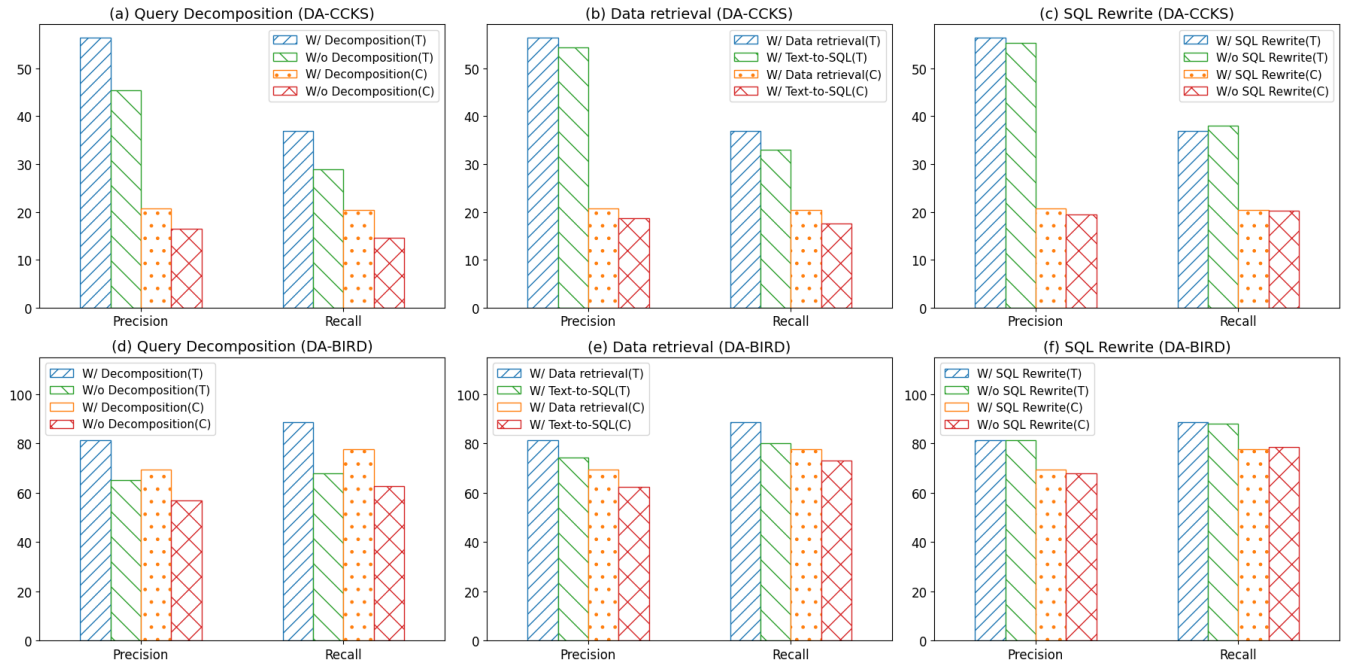 (a) Query Decomposition (DA-CCKS)
50
40
30
20
10
0
W/ Decomposition(T)
W/o Decomposition(T)
W/ Decomposition(C)
W/o Decomposition(C)
Precision
Recall
(b) Data retrieval (DA-CCKS)
50
40
30
20
10
0
W/ Data retrieval(T)
W/ Text-to-SQL(T)
W/ Data retrieval(C)
W/ Text-to-SQL(C)
Precision
Recall
(c) SQL Rewrite (DA-CCKS)
50
40
30
20
10
0
W/ SQL Rewrite(T)
W/o SQL Rewrite(T)
W/ SQL Rewrite(C)
W/o SQL Rewrite(C)
Precision
Recall
(d) Query Decomposition (DA-BIRD)
100
80
60
40
20
0
W/ Decomposition(T)
W/o Decomposition(T)
W/ Decomposition(C)
W/o Decomposition(C)
Precision
Recall
(e) Data retrieval (DA-BIRD)
100
80
60
40
20
0
W/ Data retrieval(T)
W/ Text-to-SQL(T)
W/ Data retrieval(C)
W/ Text-to-SQL(C)
Precision
Recall
(f) SQL Rewrite (DA-BIRD)
100
80
60
40
20
0
W/ SQL Rewrite(T)
W/o SQL Rewrite(T)
W/ SQL Rewrite(C)
W/o SQL Rewrite(C)
Precision
Recall